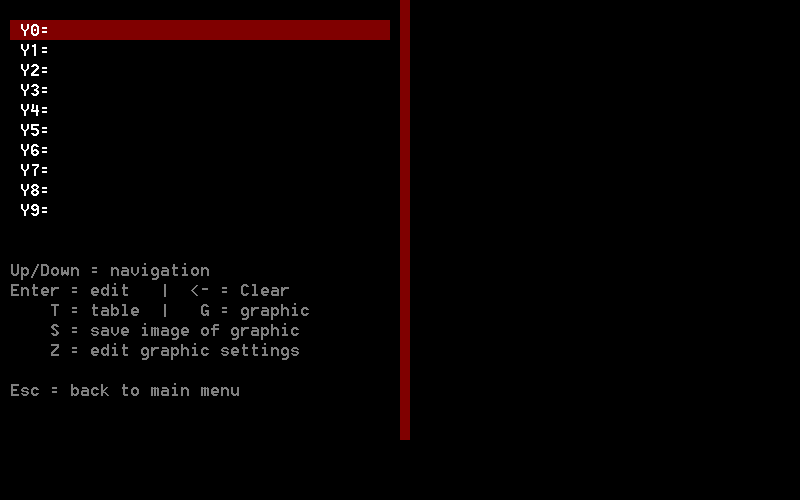 Y0=
Y1=
Y2=
Y3=
Y4=
Y5=
Y6=
Y7=
Y8=
Y9=
Up/Down = navigation
Enter = edit   |  <- = Clear
    T = table  |   G = graphic
    S = save image of graphic
    Z = edit graphic settings
Esc = back to main menu